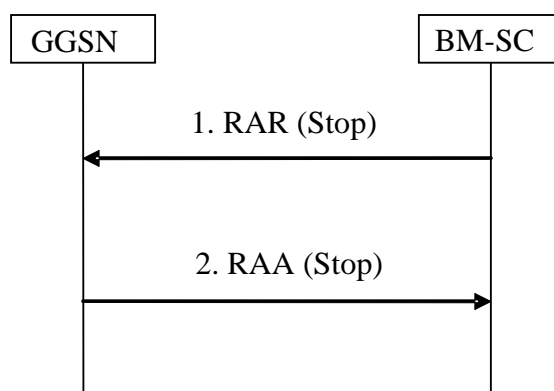 GGSN
BM-SC
1. RAR (Stop)
2. RAA (Stop)